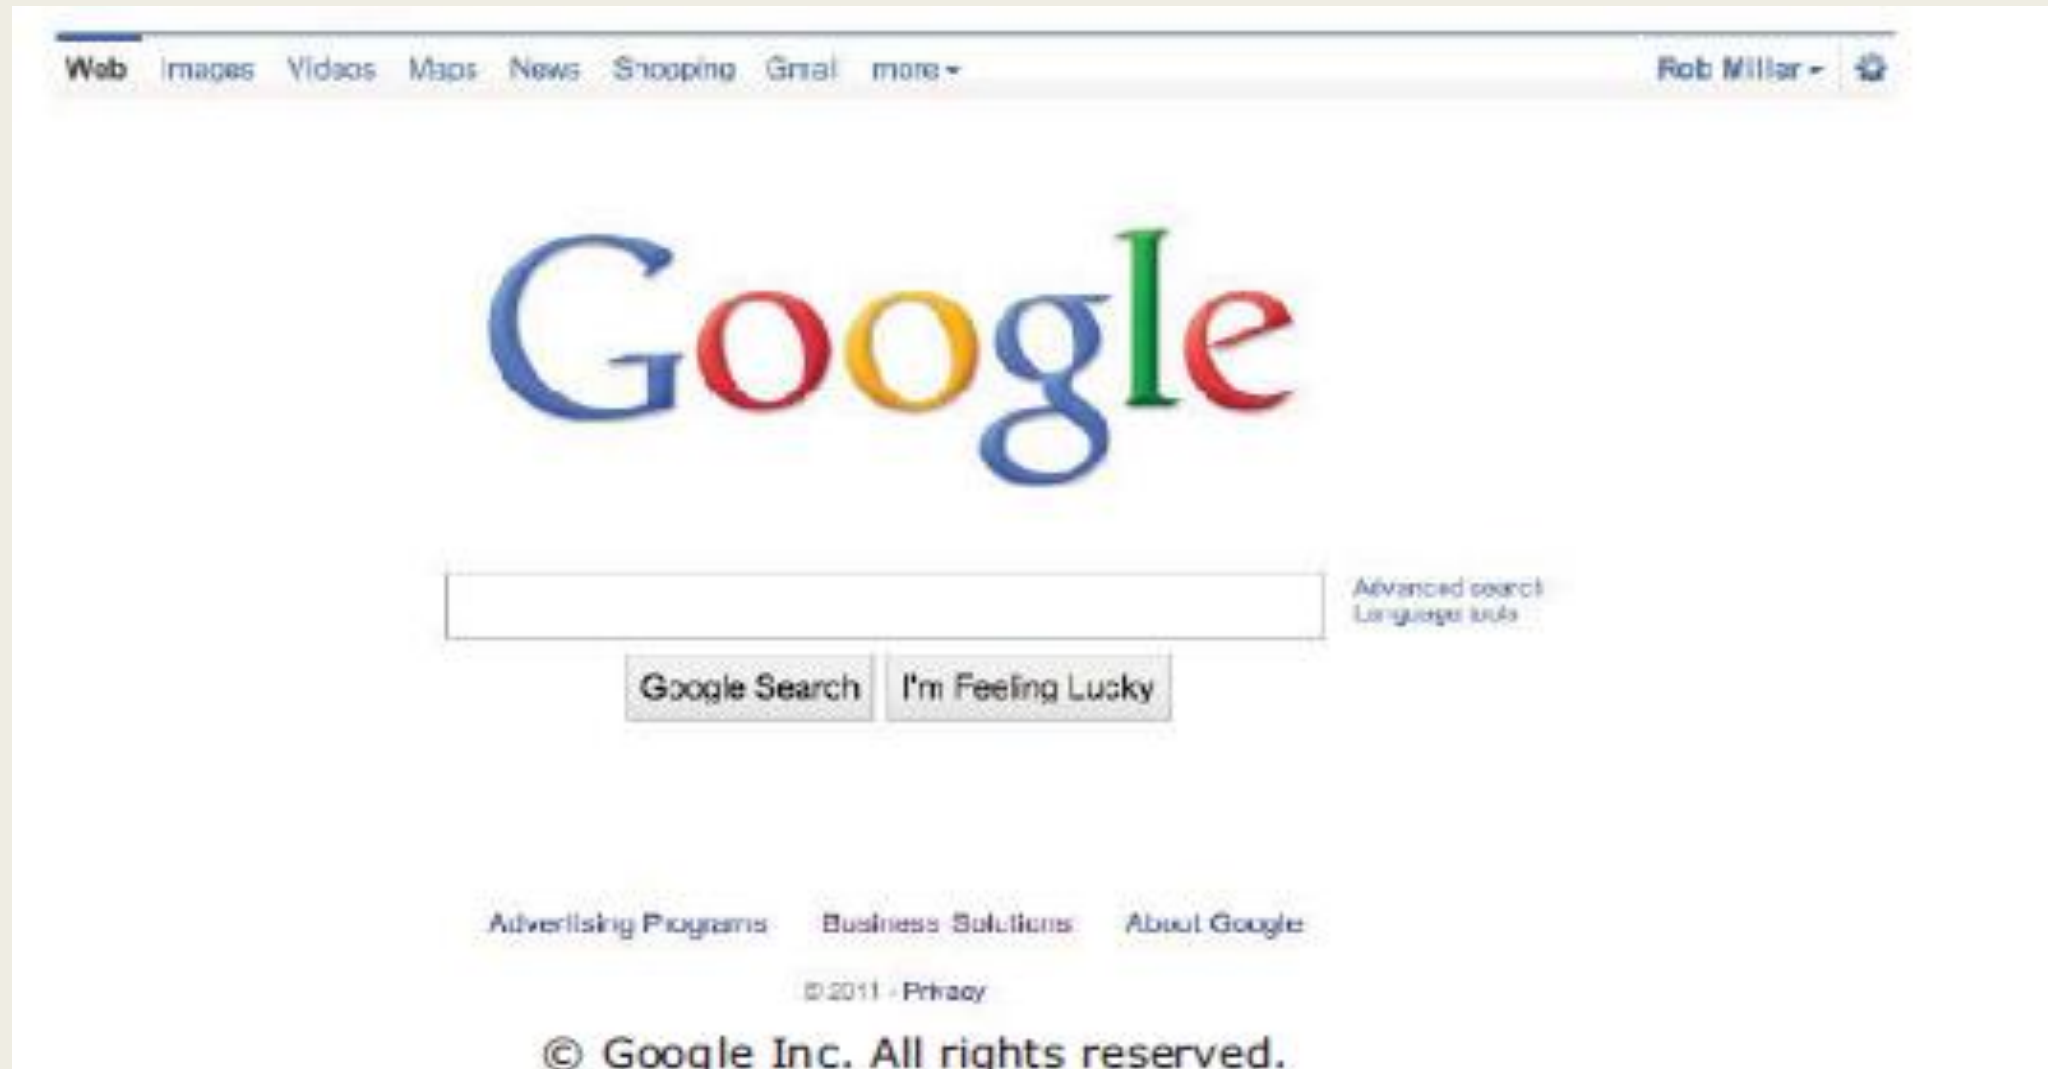 Web Images Videos Maps News Shopping Gmail more Rob Miller
Google
Advanced search
Language tools
Google Search I'm Feeling Lucky
Advertising Programs Business Solutions About Google
© 2011 - Privacy
© Google Inc. All rights reserved.